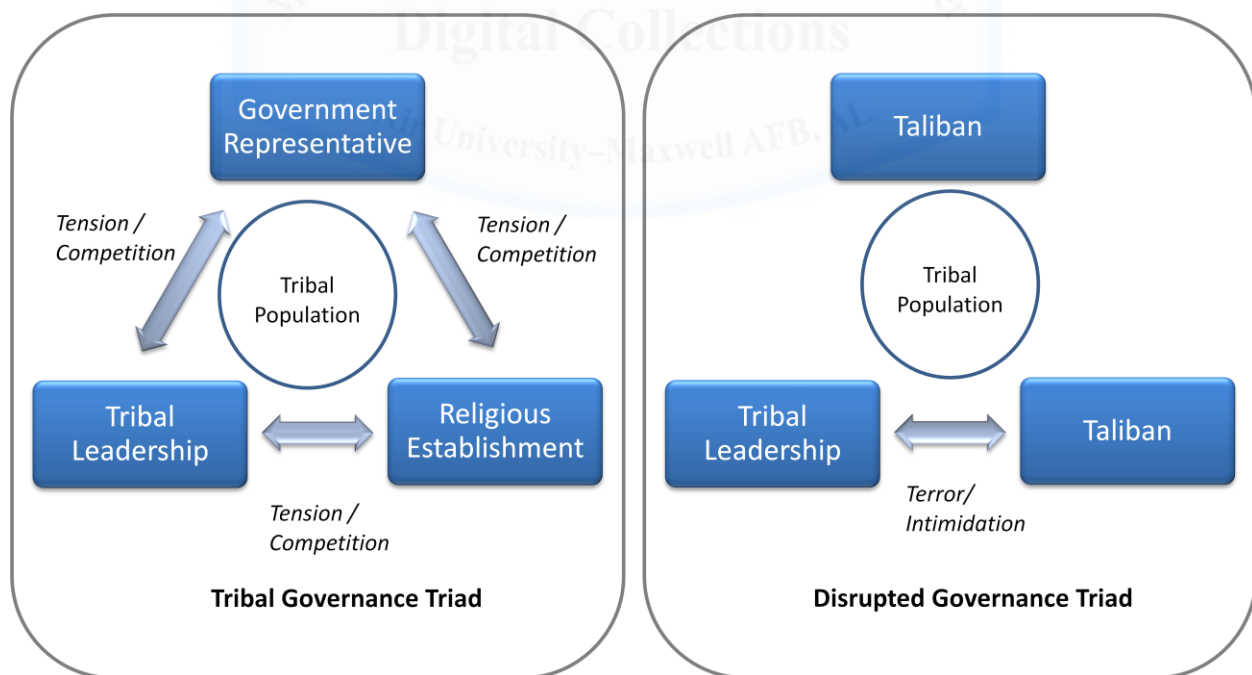 Digital Collections
Air University–Maxwell AFB, AL
Government
Representative
Tension /
Competition
Tension /
Competition
Tribal
Population
Tribal
Leadership
Religious
Establishment
Tension /
Competition
Tribal Governance Triad
Taliban
Tribal
Population
Tribal
Leadership
Taliban
Terror/
Intimidation
Disrupted Governance Triad